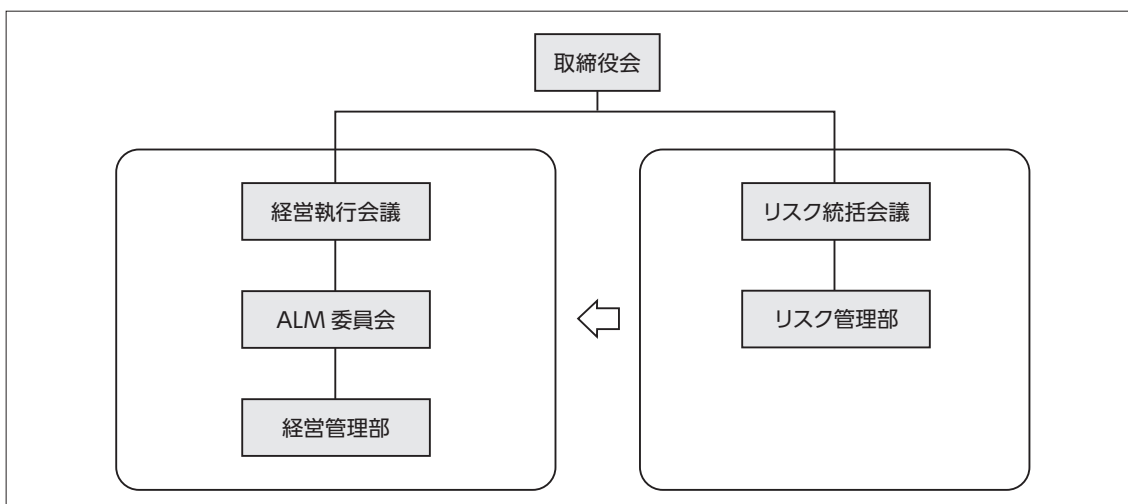 取締役会
経営執行会議
リスク統括会議
ALM 委員会
リスク管理部
経営管理部